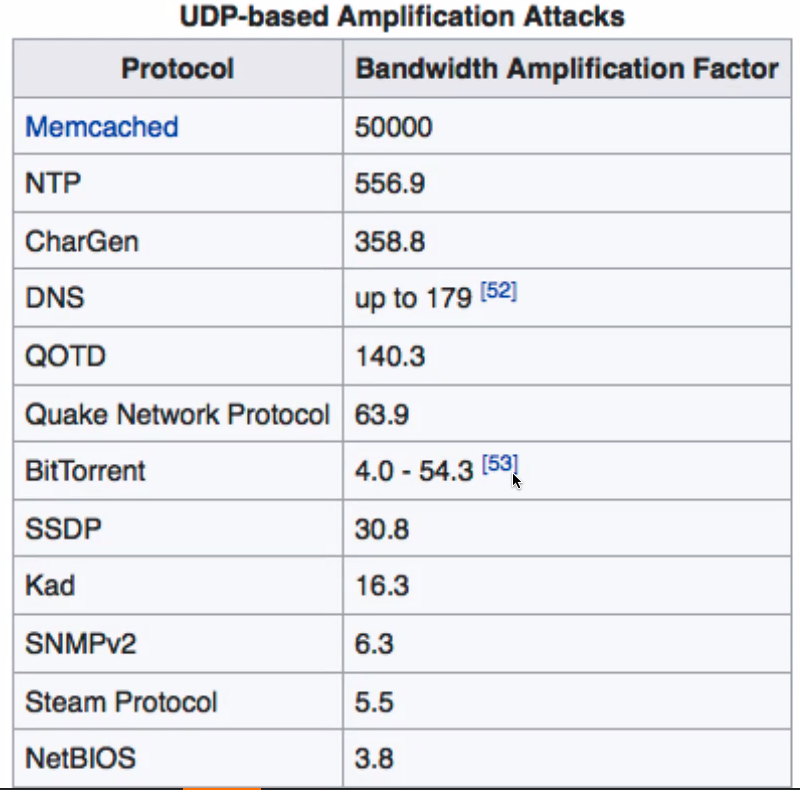 UDP-based Amplification Attacks
Protocol Bandwidth Amplification Factor
Memcached 50000
NTP 556.9
CharGen 358.8
DNS up to 179 [52]
QOTD 140.3
Quake Network Protocol 63.9
BitTorrent 4.0 - 54.3 [53]
SSDP 30.8
Kad 16.3
SNMPv2 6.3
Steam Protocol 5.5
NetBIOS 3.8